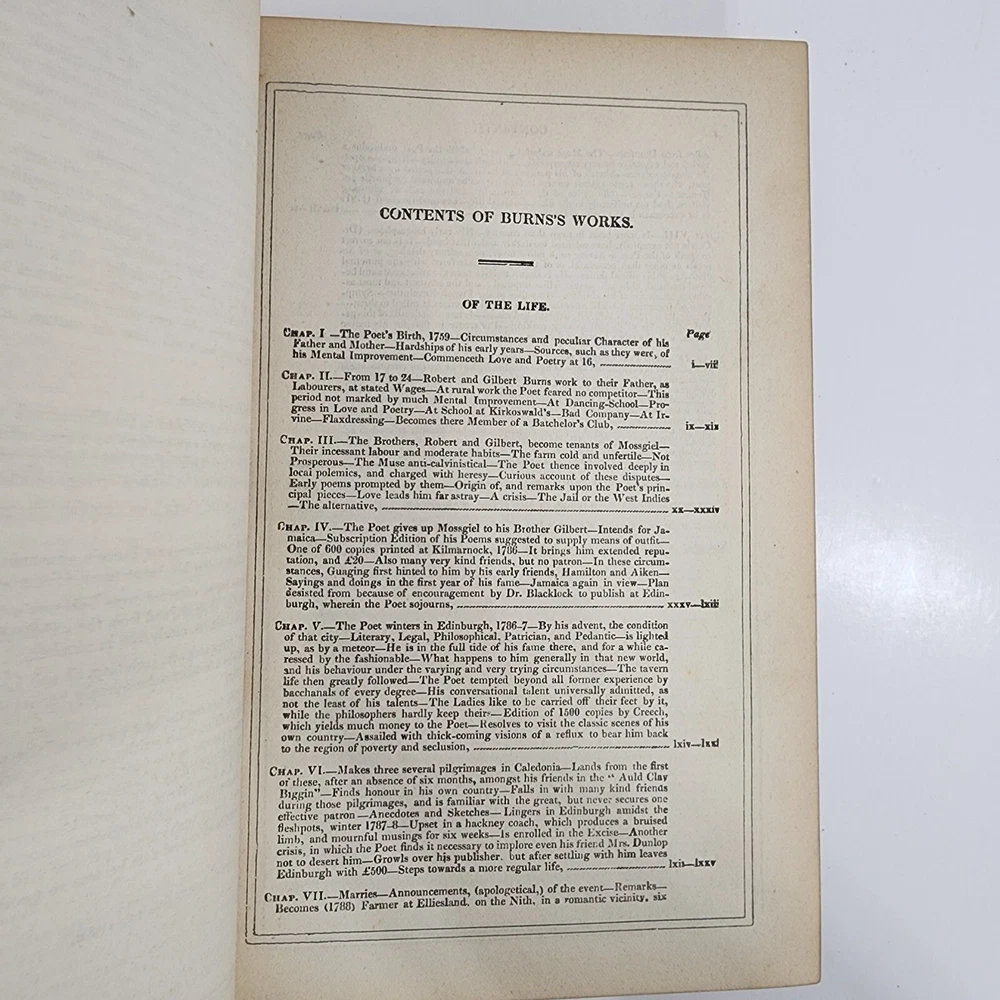 CONTENTS OF BURNS'S WORKS.
OF THE LIFE.
Page
CHAP. I —The Poet's Birth, 1759—Circumstances and peculiar Character of his
Father and Mother—Hardships of his early years—Sources, such as they were, of
his Mental Improvement—Commenceth Love and Poetry at 16, i—viii
CHAP. II.—From 17 to 24—Robert and Gilbert Burns work to their Father, as
Labourers, at stated Wages—At rural work the Poet feared no competitor—This
period not marked by much Mental Improvement—At Dancing-School—Pro-
gress in Love and Poetry—At School at Kirkoswald's—Bad Company—At Ir-
vine—Flaxdressing—Becomes there Member of a Batchelor's Club, ix—xix
CHAP. III.—The Brothers, Robert and Gilbert, become tenants of Mossgiel—
Their incessant labour and moderate habits—The farm cold and unfertile—Not
Prosperous—The Muse anti-calvinistical—The Poet thence involved deeply in
local polemics, and charged with heresy—Curious account of these disputes—
Early poems prompted by them—Origin of, and remarks upon the Poet's prin-
cipal pieces—Love leads him far astray—A crisis—The Jail or the West Indies
—The alternative, xx—xxxiv
CHAP. IV.—The Poet gives up Mossgiel to his Brother Gilbert—Intends for Ja-
maica—Subscription Edition of his Poems suggested to supply means of outfit—
One of 600 copies printed at Kilmarnock, 1786—It brings him extended repu-
tation, and £20—Also many very kind friends, but no patron—In these circum-
stances, Guaging first hinted to him by his early friends, Hamilton and Aiken—
Sayings and doings in the first year of his fame—Jamaica again in view—Plan
desisted from because of encouragement by Dr. Blacklock to publish at Edin-
burgh, wherein the Poet sojourns, xxxv—lxiii
CHAP. V.—The Poet winters in Edinburgh, 1786-7—By his advent, the condition
of that city—Literary, Legal, Philosophical, Patrician, and Pedantic—is lighted
up, as by a meteor—He is in the full tide of his fame there, and for a while ca-
ressed by the fashionable—What happens to him generally in that new world,
and his behaviour under the varying and very trying circumstances—The tavern
life then greatly followed—The Poet tempted beyond all former experience by
bacchanals of every degree—His conversational talent universally admitted, as
not the least of his talents—The Ladies like to be carried off their feet by it,
while the philosophers hardly keep their—Edition of 1500 copies by Creech,
which yields much money to the Poet—Resolves to visit the classic scenes of his
own country—Assailed with thick-coming visions of a reflux to bear him back
to the region of poverty and seclusion, lxiv—lxxi
CHAP. VI.—Makes three several pilgrimages in Caledonia—Lands from the first
of these, after an absence of six months, amongst his friends in the "Auld Clay
Biggin"—Finds honour in his own country—Falls in with many kind friends
during those pilgrimages, and is familiar with the great, but never secures one
effective patron—Anecdotes and Sketches—Lingers in Edinburgh amidst the
fleshpots, winter 1787-8—Upset in a hackney coach, which produces a bruised
limb, and mournful musings for six weeks—Is enrolled in the Excise—Another
crisis, in which the Poet finds it necessary to implore even his friend Mrs. Dunlop
not to desert him—Growls over his publisher, but after settling with him leaves
Edinburgh with £500—Steps towards a more regular life, lxii—lxxv
CHAP. VII.—Marries—Announcements, (apologetical,) of the event—Remarks—
Becomes (1788) Farmer at Elliesland, on the Nith, in a romantic vicinity, six